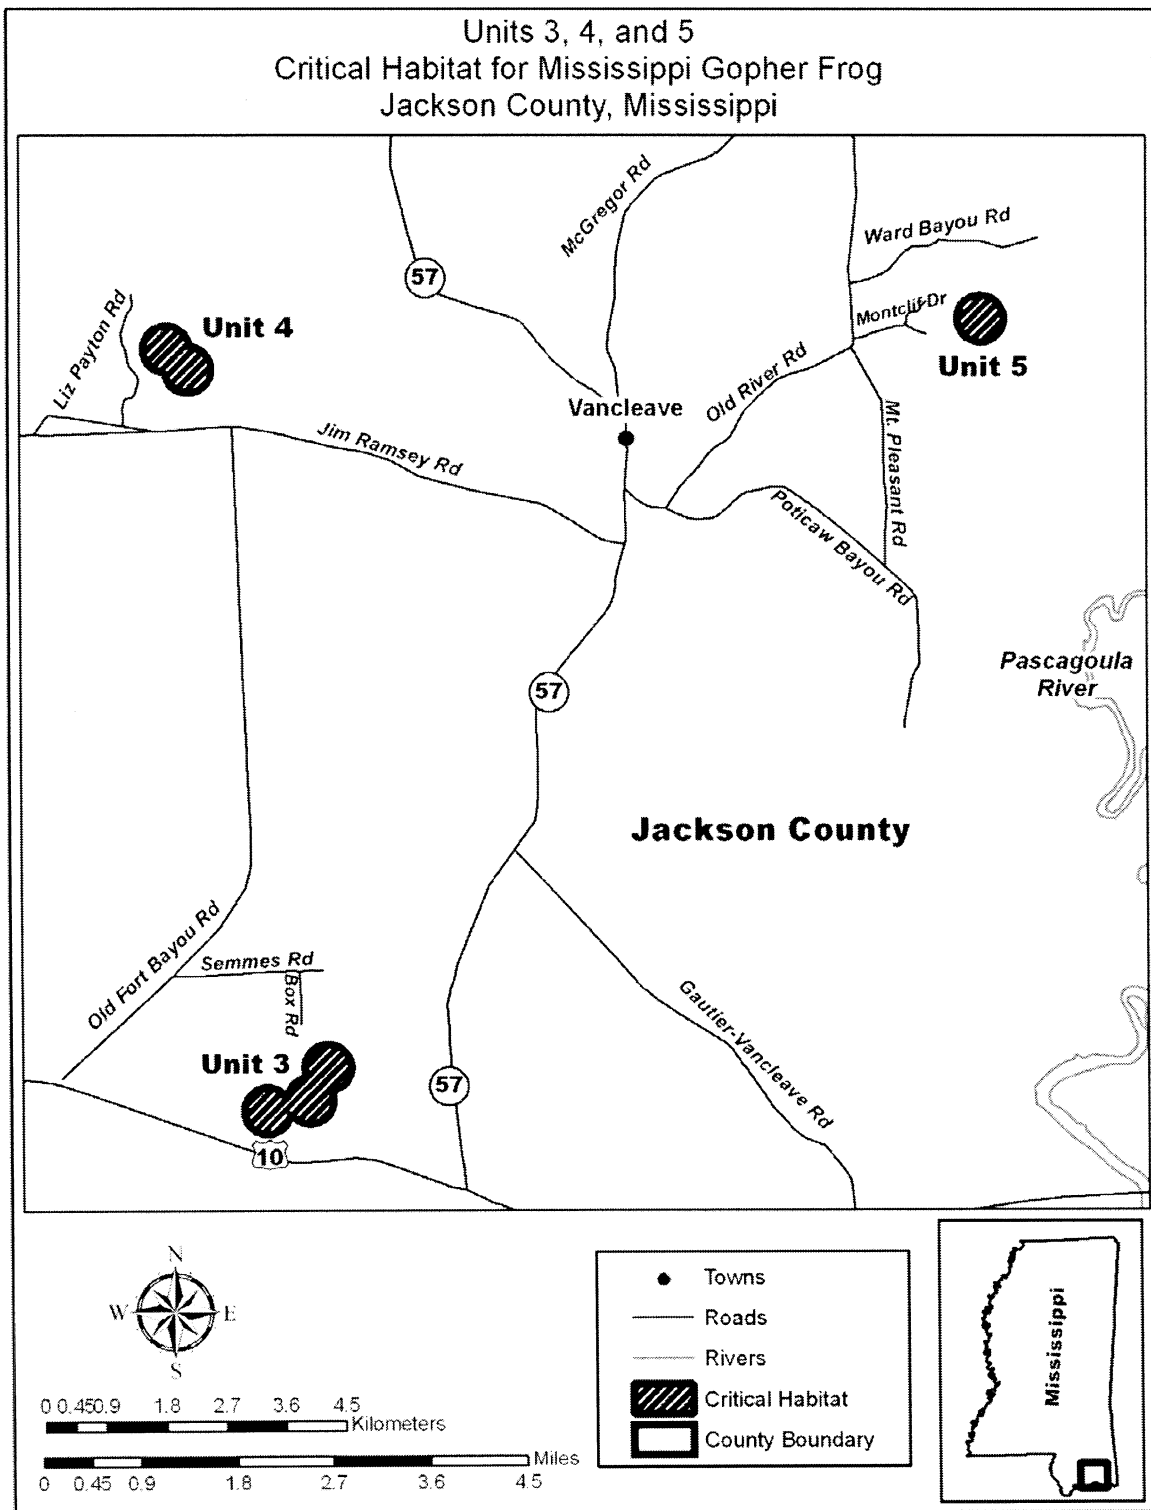 Units 3, 4, and 5
Critical Habitat for Mississippi Gopher Frog
Jackson County, Mississippi
McGregor Rd
Ward Bayou Rd
57
Liz Payton Rd
Unit 4
Montclif Dr
Unit 5
Old River Rd
Vancleave
Jim Ramsey Rd
Mt. Pleasant Rd
Poticaw Bayou Rd
Pascagoula
River
57
Jackson County
Old Fort Bayou Rd
Semmes Rd
Box Rd
Gautier-Vancleave Rd
Unit 3
57
10
N
W
E
S
0 0.45 0.9 1.8 2.7 3.6 4.5
Kilometers
Miles
0 0.45 0.9 1.8 2.7 3.6 4.5
Towns
Roads
Rivers
Critical Habitat
County Boundary
Mississippi